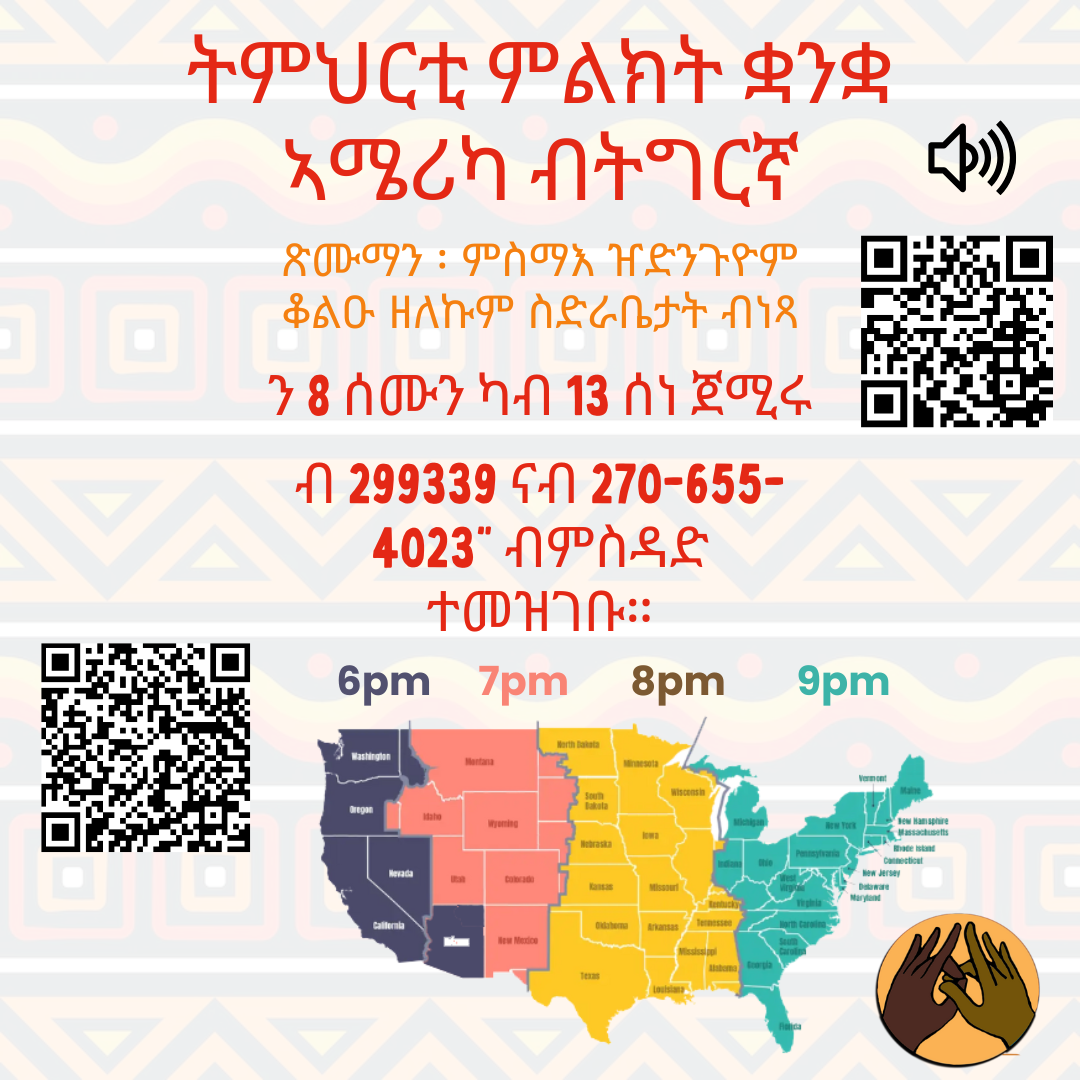 ትምህርቲ ምልክት ቋንቋ
ኣሜሪካ ብትግርኛ
ጽሙማን ፡ ምስማእ ዠድንጉዮም
ቆልዑ ዘለኩም ስድራቤታት ብነጻ
ን 8 ሰሙን ካብ 13 ሰነ ጀሚሩ
ብ 299339 ናብ 270-655-
4023" ብምስዳድ
ተመዝገቡ።
6pm 7pm 8pm 9pm
Washington
Montana
North Dakota
Minnesota
Vermont
Maine
Oregon
Idaho
Wyoming
South
Dakota
Wisconsin
Michigan
New York
New Hamsphire
Massachusetts
Rhode Island
Connecticut
New Jersey
Delaware
Maryland
Nevada
Utah
Colorado
Nebraska
Iowa
Indiana
Ohio
Pennsylvania
West
Virginia
Virginia
California
New Mexico
Kansas
Missouri
Kentucky
North Carolina
Oklahoma
Arkansas
Tennessee
South
Carolina
Texas
Mississippi
Alabama
Georgia
Louisiana
Florida